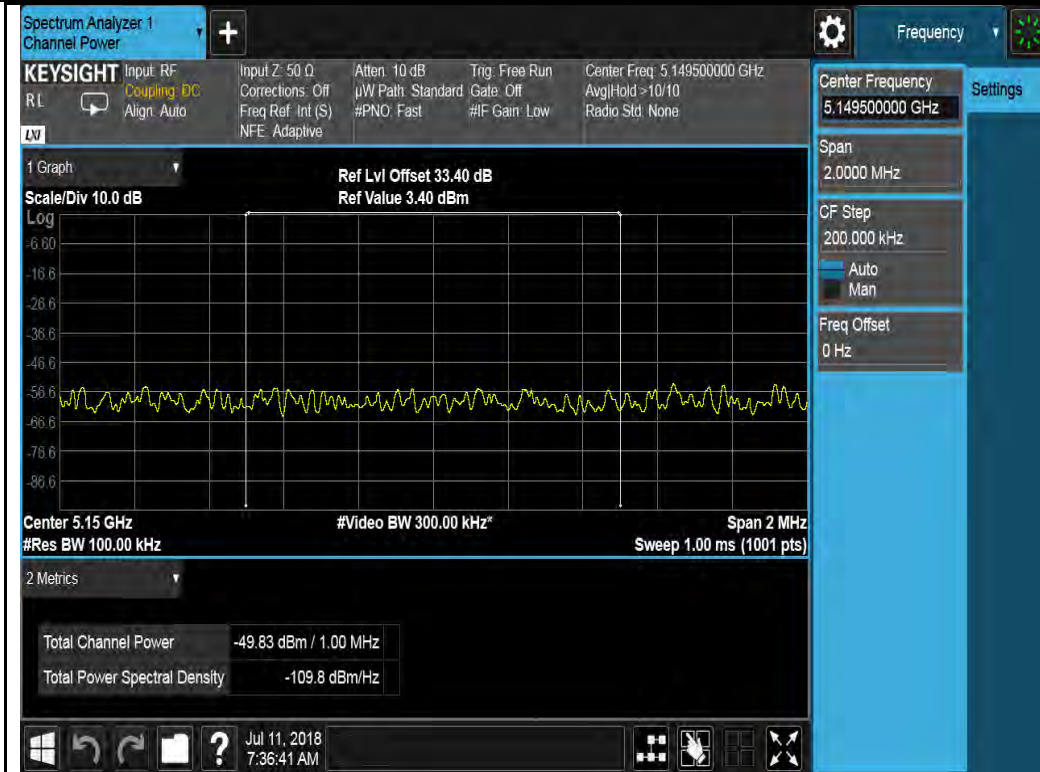 Spectrum Analyzer 1
Channel Power
+
Frequency
KEYSIGHT
RL
LXI
Input: RF
Coupling: DC
Align: Auto
Input Z: 50 Ω
Corrections: Off
Freq Ref: Int (S)
NFE: Adaptive
Atten: 10 dB
µW Path: Standard
#PNO: Fast
Trig: Free Run
Gate: Off
#IF Gain: Low
Center Freq: 5.149500000 GHz
Avg|Hold:>10/10
Radio Std: None
Center Frequency
5.149500000 GHz
Settings
Span
2.0000 MHz
CF Step
200.000 kHz
Auto
Man
Freq Offset
0 Hz
1 Graph
Scale/Div 10.0 dB
Ref Lvl Offset 33.40 dB
Ref Value 3.40 dBm
Log
-6.60
-16.6
-26.6
-36.6
-46.6
-56.6
-66.6
-76.6
-86.6
Center 5.15 GHz
#Video BW 300.00 kHz*
Span 2 MHz
#Res BW 100.00 kHz
Sweep 1.00 ms (1001 pts)
2 Metrics
Total Channel Power -49.83 dBm / 1.00 MHz
Total Power Spectral Density -109.8 dBm/Hz
?
Jul 11, 2018
7:36:41 AM